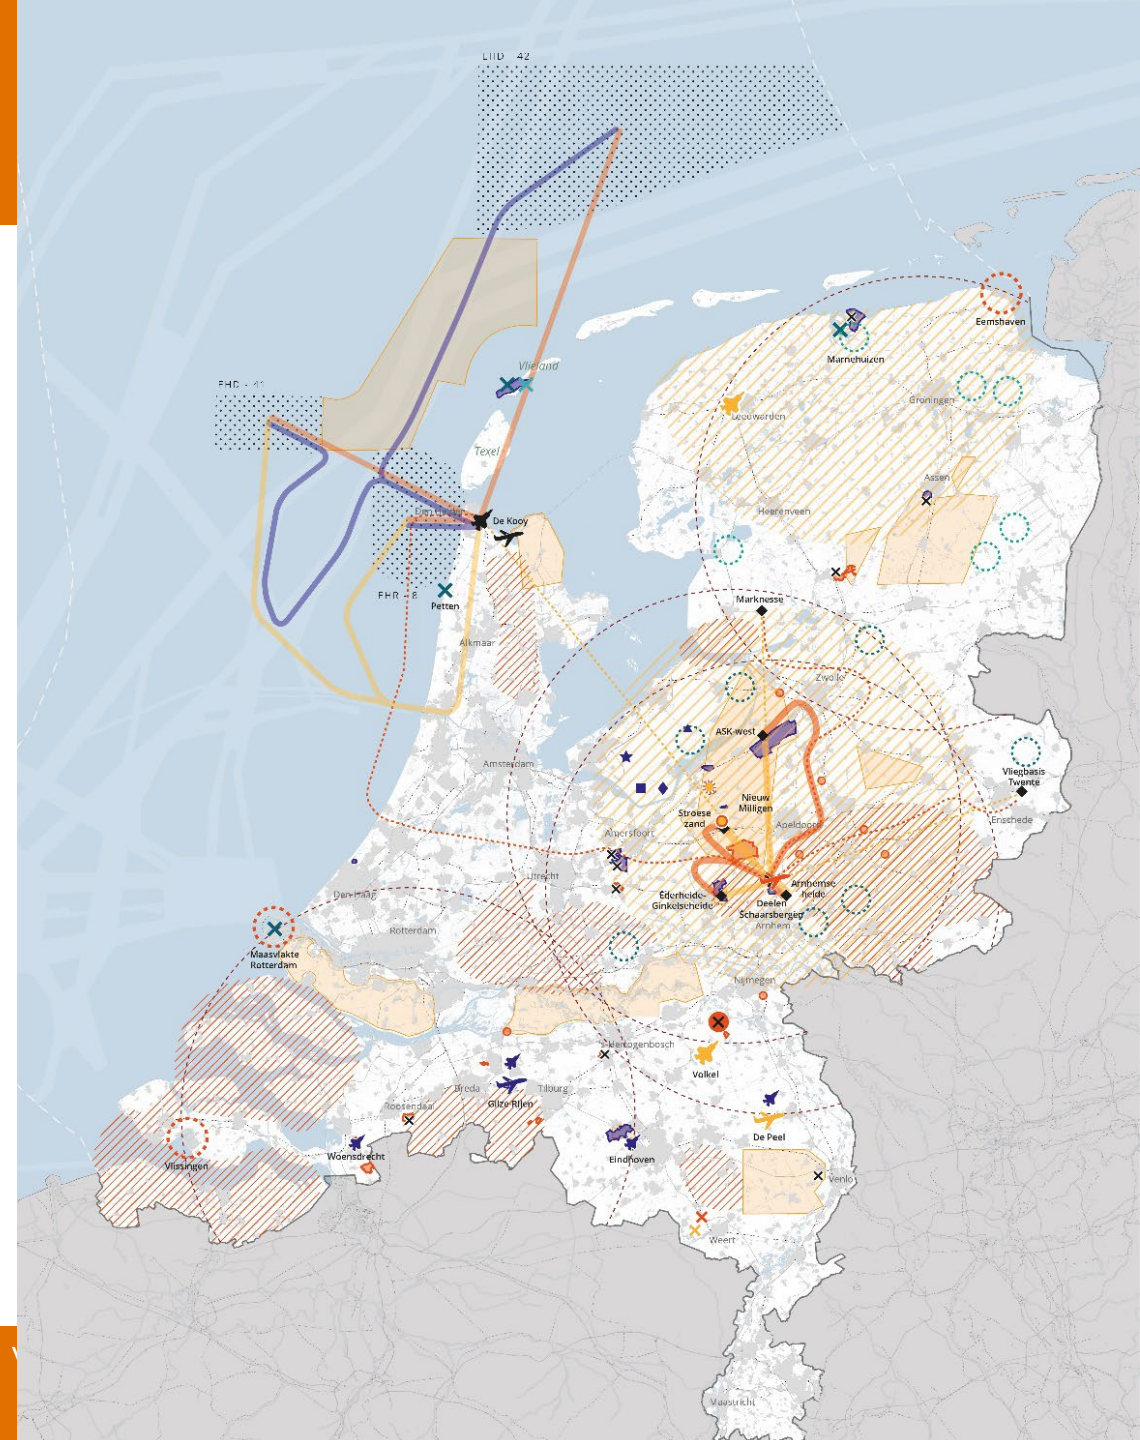 EHD - 42
Eemshaven
Marnehuizen
Vlieland
EHD - 41
Leeuwarden
Groningen
Texel
Assen
Den Helder
De Kooy
Heerenveen
EHR - 8
Petten
Marknesse
Alkmaar
Zwolle
ASK-west
Amsterdam
Vliegbasis
Twente
Nieuw
Milligen
Stroese
zand
Apeldoorn
Enschede
Amersfoort
Utrecht
Den Haag
Ederheide-
Ginkelseheide
Arnhemse
heide
Deelen
Schaarsbergen
Arnhem
Rotterdam
Maasvlakte
Rotterdam
Nijmegen
's-Hertogenbosch
Volkel
Breda
Tilburg
Gilze Rijen
Roosendaal
De Peel
Woensdrecht
Vlissingen
Eindhoven
Venlo
Weert
Maastricht